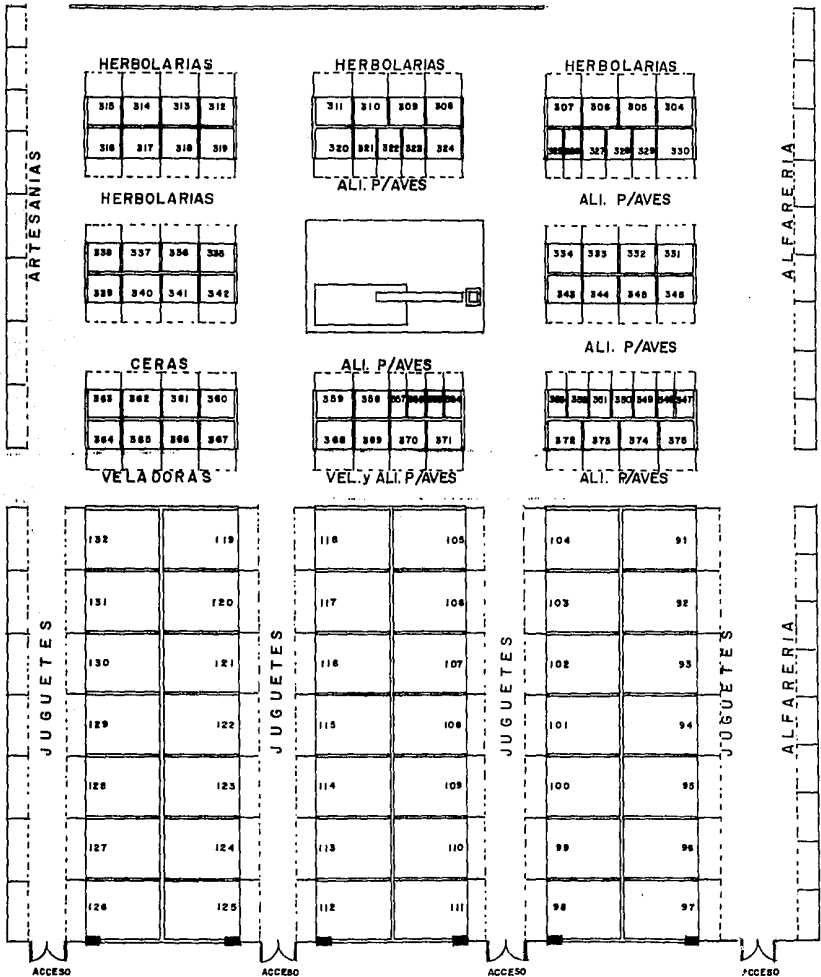 HERBOLARIAS HERBOLARIAS HERBOLARIAS
315 314 313 312 311 310 309 308 307 306 305 304
316 317 318 319 320 321 322 323 324 327 328 329 330
ALI. P/AVES
HERBOLARIAS ALI. P/AVES
ARTESANIAS
ALFARERIA
338 337 336 335 334 333 332 331
339 340 341 342 343 344 345 346
ALI. P/AVES
CERAS ALI. P/AVES
363 362 361 360 359 358 357 351 350 349 348 347
364 365 366 367 368 369 370 371 372 373 374 375
VELADORAS VEL. y ALI. P/AVES ALI. P/AVES
132 119 118 105 104 91
131 120 117 106 103 92
130 121 116 107 102 93
129 122 115 108 101 94
128 123 114 109 100 95
127 124 113 110 99 96
126 125 112 111 98 97
JUGUETES
JUGUETES
JUGUETES
JUGUETES
ALFARERIA
ACCESO ACCESO ACCESO ACCESO